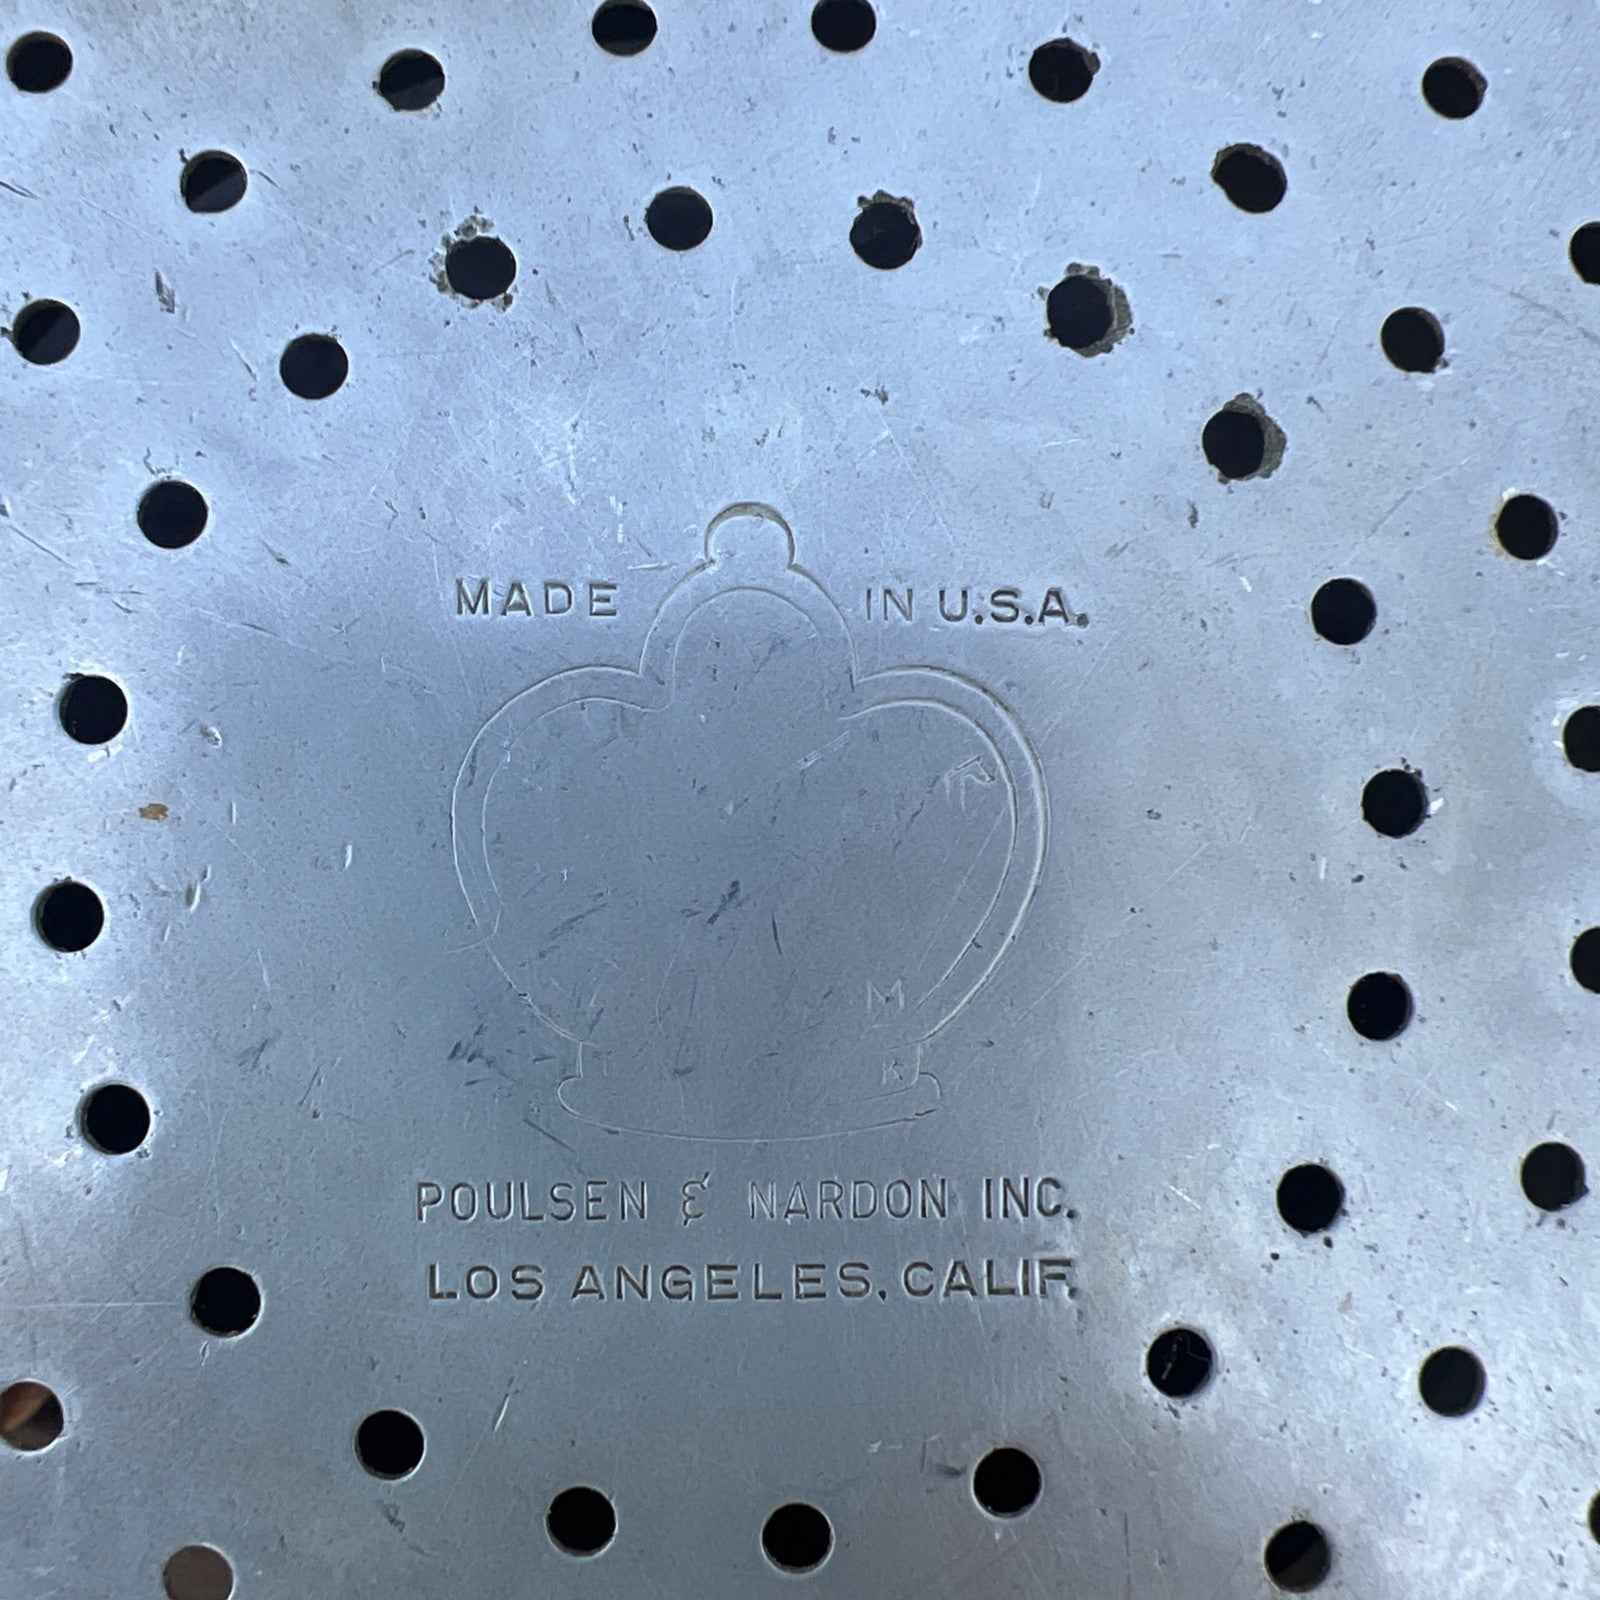 MADE IN U.S.A.
M
K
POULSEN & NARDON INC.
LOS ANGELES, CALIF.